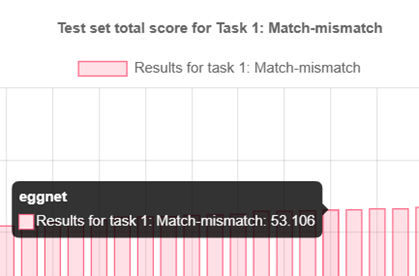 Test set total score for Task 1: Match-mismatch
Results for task 1: Match-mismatch
eggnet
Results for task 1: Match-mismatch: 53.106